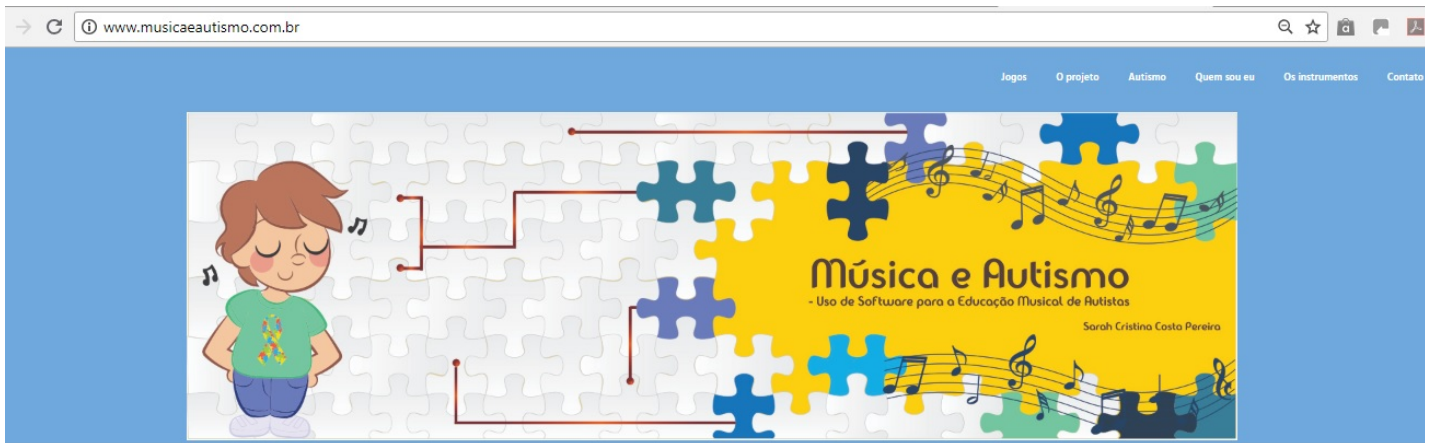 www.musicaeautismo.com.br
Jogos O projeto Autismo Quem sou eu Os instrumentos Contato
Música e Autismo
- Uso de Software para a Educação Musical de Autistas
Sarah Cristina Costa Pereira